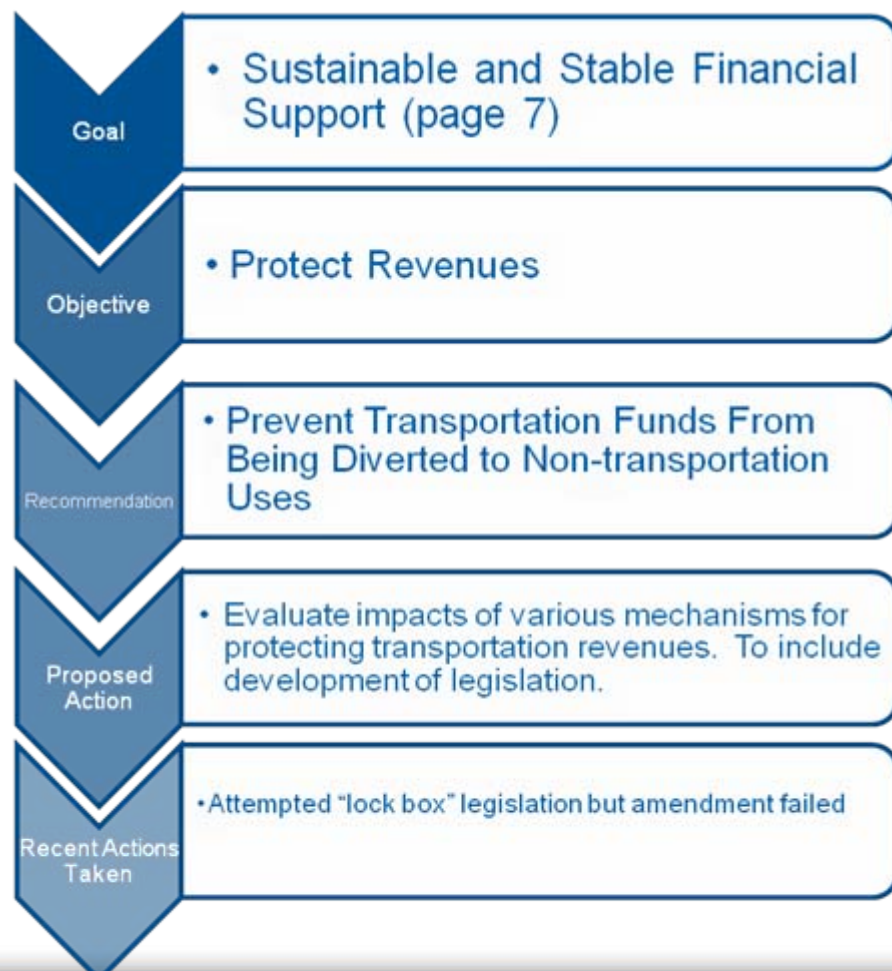 Goal
• Sustainable and Stable Financial
Support (page 7)
Objective
• Protect Revenues
Recommendation
• Prevent Transportation Funds From
Being Diverted to Non-transportation
Uses
Proposed
Action
• Evaluate impacts of various mechanisms for
protecting transportation revenues. To include
development of legislation.
Recent Actions
Taken
•Attempted “lock box” legislation but amendment failed